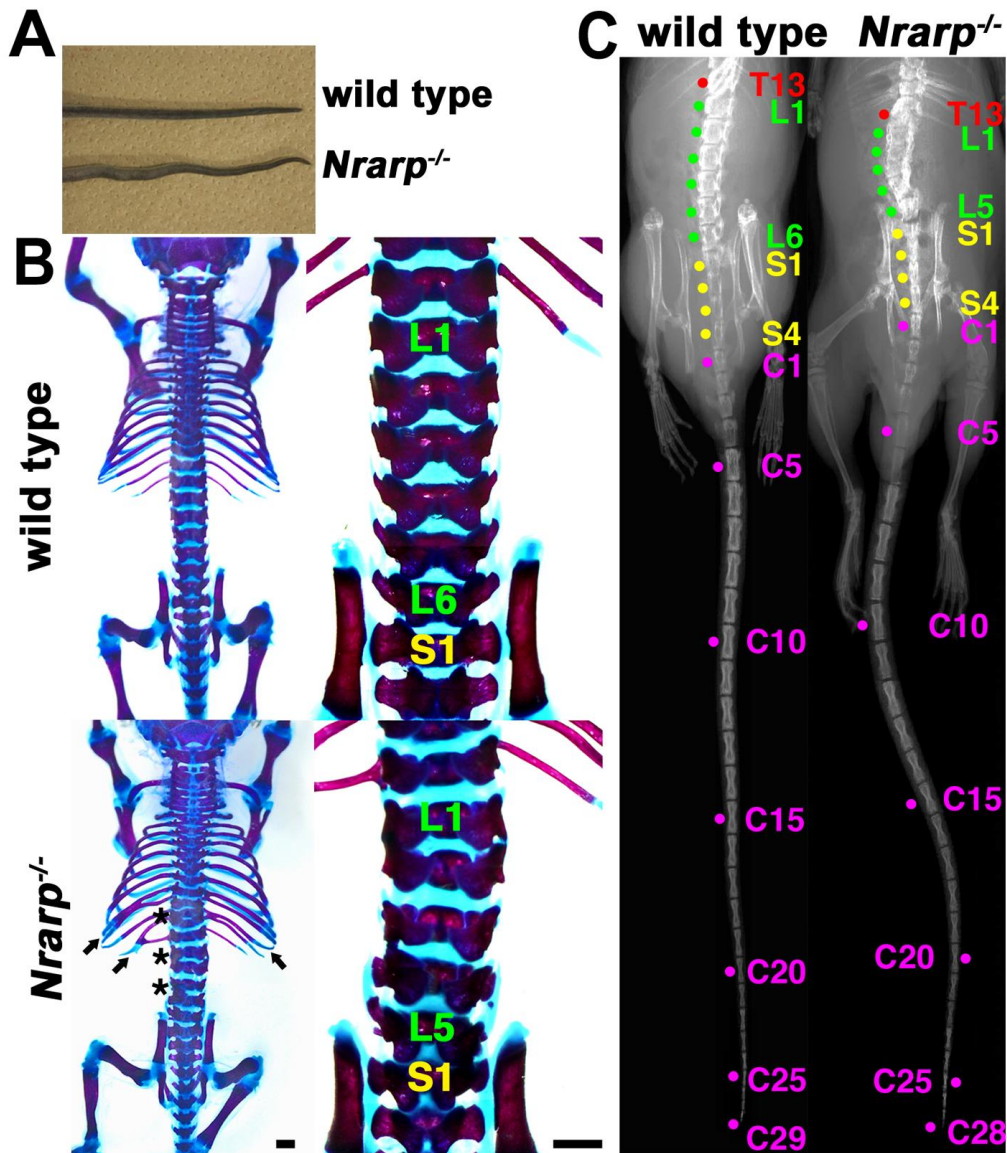 A
wild type
Nrarp-/-
B
wild type
L1
L6
S1
Nrarp-/-
*
*
*
L1
L5
S1
C
wild type
Nrarp-/-
T13
L1
L6
S1
S4
C1
C5
C10
C15
C20
C25
C29
T13
L1
L5
S1
S4
C1
C5
C10
C15
C20
C25
C28